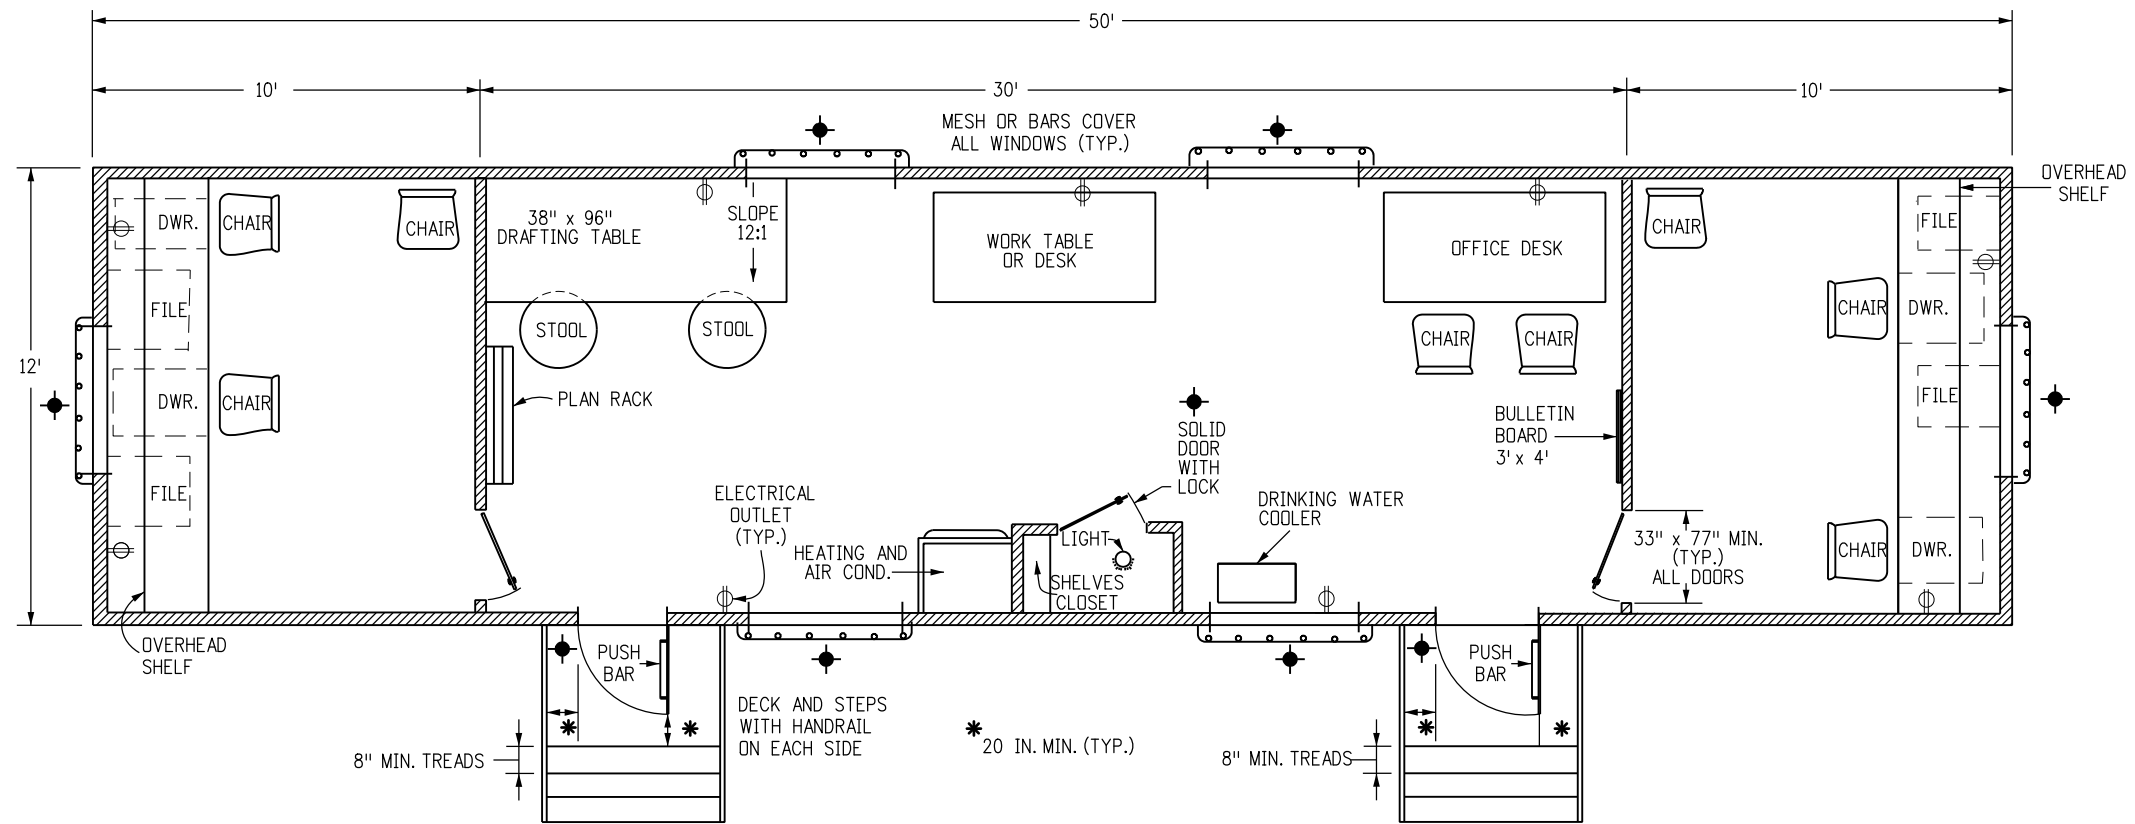 50'
10'
30'
10'
MESH OR BARS COVER
ALL WINDOWS (TYP.)
OVERHEAD
SHELF
12'
DWR.
CHAIR
CHAIR
FILE
DWR.
CHAIR
FILE
38" x 96"
DRAFTING TABLE
SLOPE
12:1
STOOL
STOOL
PLAN RACK
WORK TABLE
OR DESK
OFFICE DESK
CHAIR
CHAIR
CHAIR
FILE
CHAIR
DWR.
FILE
CHAIR
DWR.
BULLETIN
BOARD
3' x 4'
SOLID
DOOR
WITH
LOCK
ELECTRICAL
OUTLET
(TYP.)
HEATING AND
AIR COND.
LIGHT
SHELVES
CLOSET
DRINKING WATER
COOLER
33" x 77" MIN.
(TYP.)
ALL DOORS
OVERHEAD
SHELF
PUSH
BAR
PUSH
BAR
DECK AND STEPS
WITH HANDRAIL
ON EACH SIDE
8" MIN. TREADS
20 IN. MIN. (TYP.)
8" MIN. TREADS